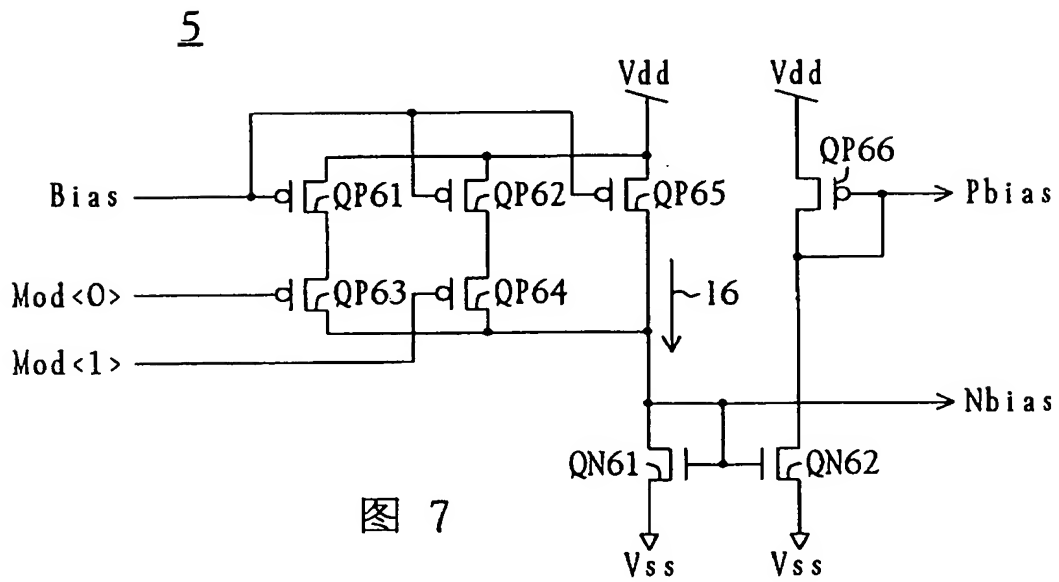 5
Vdd Vdd
QP66
Bias QP61 QP62 QP65 Pbias
Mod<0> QP63 QP64 I6
Mod<1>
Nbias
QN61 QN62
图 7
Vss Vss